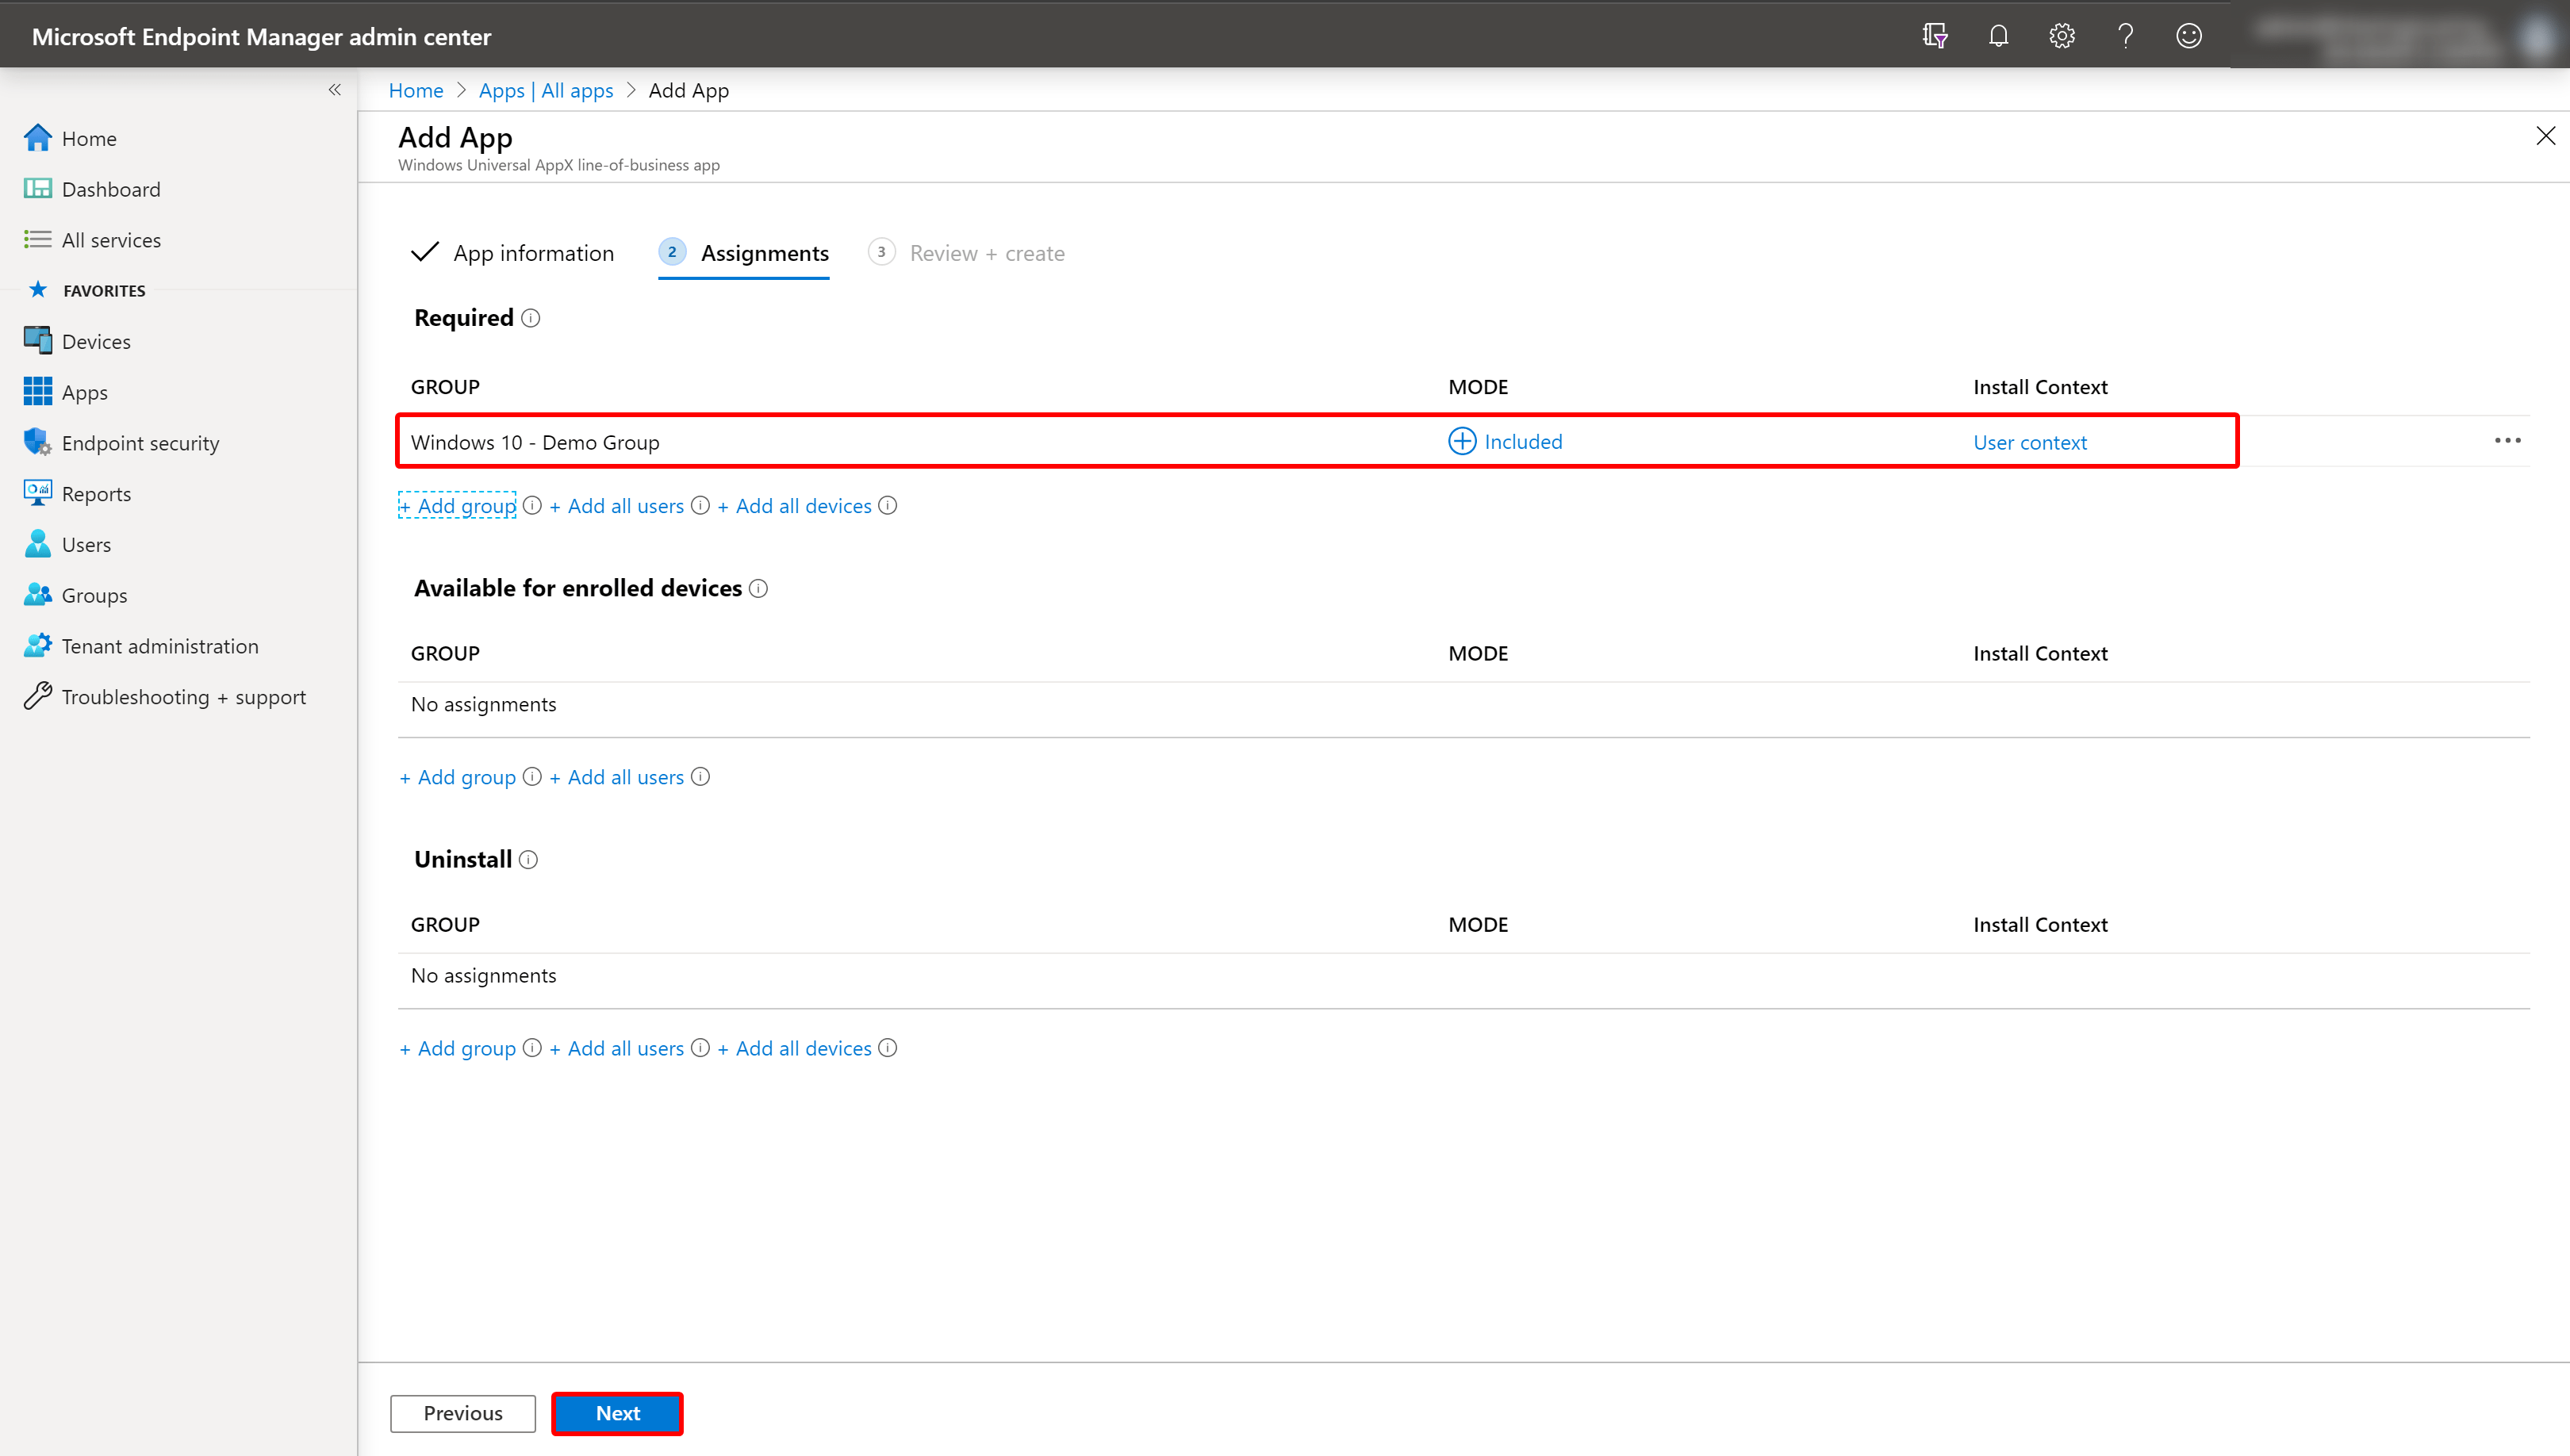 Microsoft Endpoint Manager admin center
«
Home > Apps | All apps > Add App
Home
Dashboard
All services
FAVORITES
Devices
Apps
Endpoint security
Reports
Users
Groups
Tenant administration
Troubleshooting + support
Add App
Windows Universal AppX line-of-business app
App information 2 Assignments 3 Review + create
Required
GROUP MODE Install Context
Windows 10 - Demo Group Included User context ...
+ Add group + Add all users + Add all devices
Available for enrolled devices
GROUP MODE Install Context
No assignments
+ Add group + Add all users
Uninstall
GROUP MODE Install Context
No assignments
+ Add group + Add all users + Add all devices
Previous Next